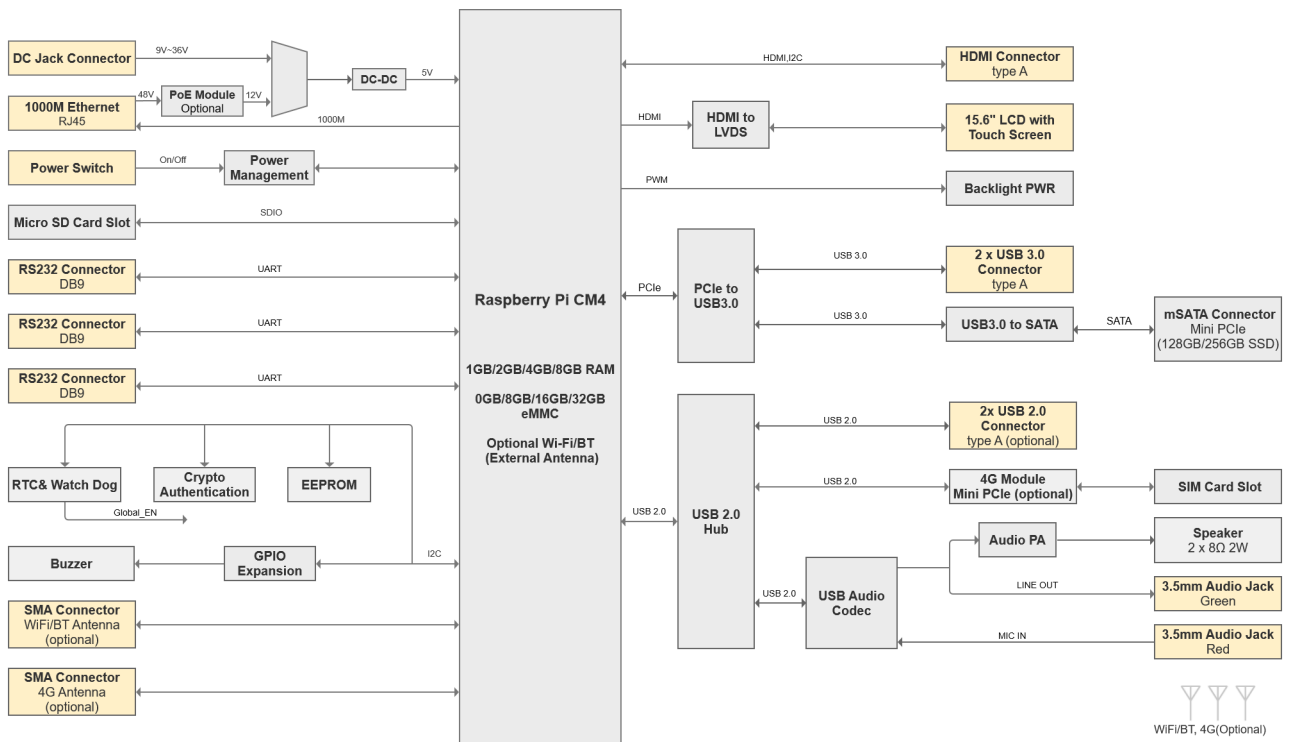 DC Jack Connector
9V~36V
1000M Ethernet
RJ45
48V
PoE Module
Optional
12V
DC-DC
5V
1000M
Power Switch
On/Off
Power
Management
Micro SD Card Slot
SDIO
RS232 Connector
DB9
UART
RS232 Connector
DB9
UART
RS232 Connector
DB9
UART
RTC& Watch Dog
Crypto
Authentication
EEPROM
Global_EN
Buzzer
GPIO
Expansion
I2C
SMA Connector
WiFi/BT Antenna
(optional)
SMA Connector
4G Antenna
(optional)
Raspberry Pi CM4
1GB/2GB/4GB/8GB RAM
0GB/8GB/16GB/32GB
eMMC
Optional Wi-Fi/BT
(External Antenna)
HDMI,I2C
HDMI Connector
type A
HDMI
HDMI to
LVDS
15.6" LCD with
Touch Screen
PWM
Backlight PWR
PCIe
PCIe to
USB3.0
USB 3.0
2 x USB 3.0
Connector
type A
USB 3.0
USB3.0 to SATA
SATA
mSATA Connector
Mini PCIe
(128GB/256GB SSD)
USB 2.0
USB 2.0
Hub
USB 2.0
2x USB 2.0
Connector
type A (optional)
USB 2.0
4G Module
Mini PCIe (optional)
SIM Card Slot
USB 2.0
USB Audio
Codec
Audio PA
Speaker
2 x 8Ω 2W
LINE OUT
3.5mm Audio Jack
Green
MIC IN
3.5mm Audio Jack
Red
WiFi/BT, 4G(Optional)